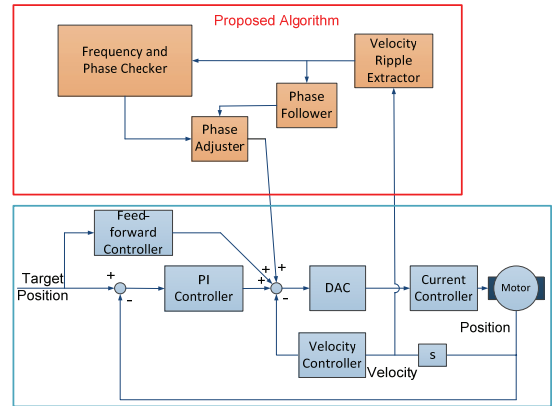 Proposed Algorithm
Frequency and
Phase Checker
Velocity
Ripple
Extractor
Phase
Follower
Phase
Adjuster
Feed-
forward
Controller
Target
Position
+
-
PI
Controller
+
+
+
-
DAC
Current
Controller
Motor
Position
Velocity
Controller
Velocity
s